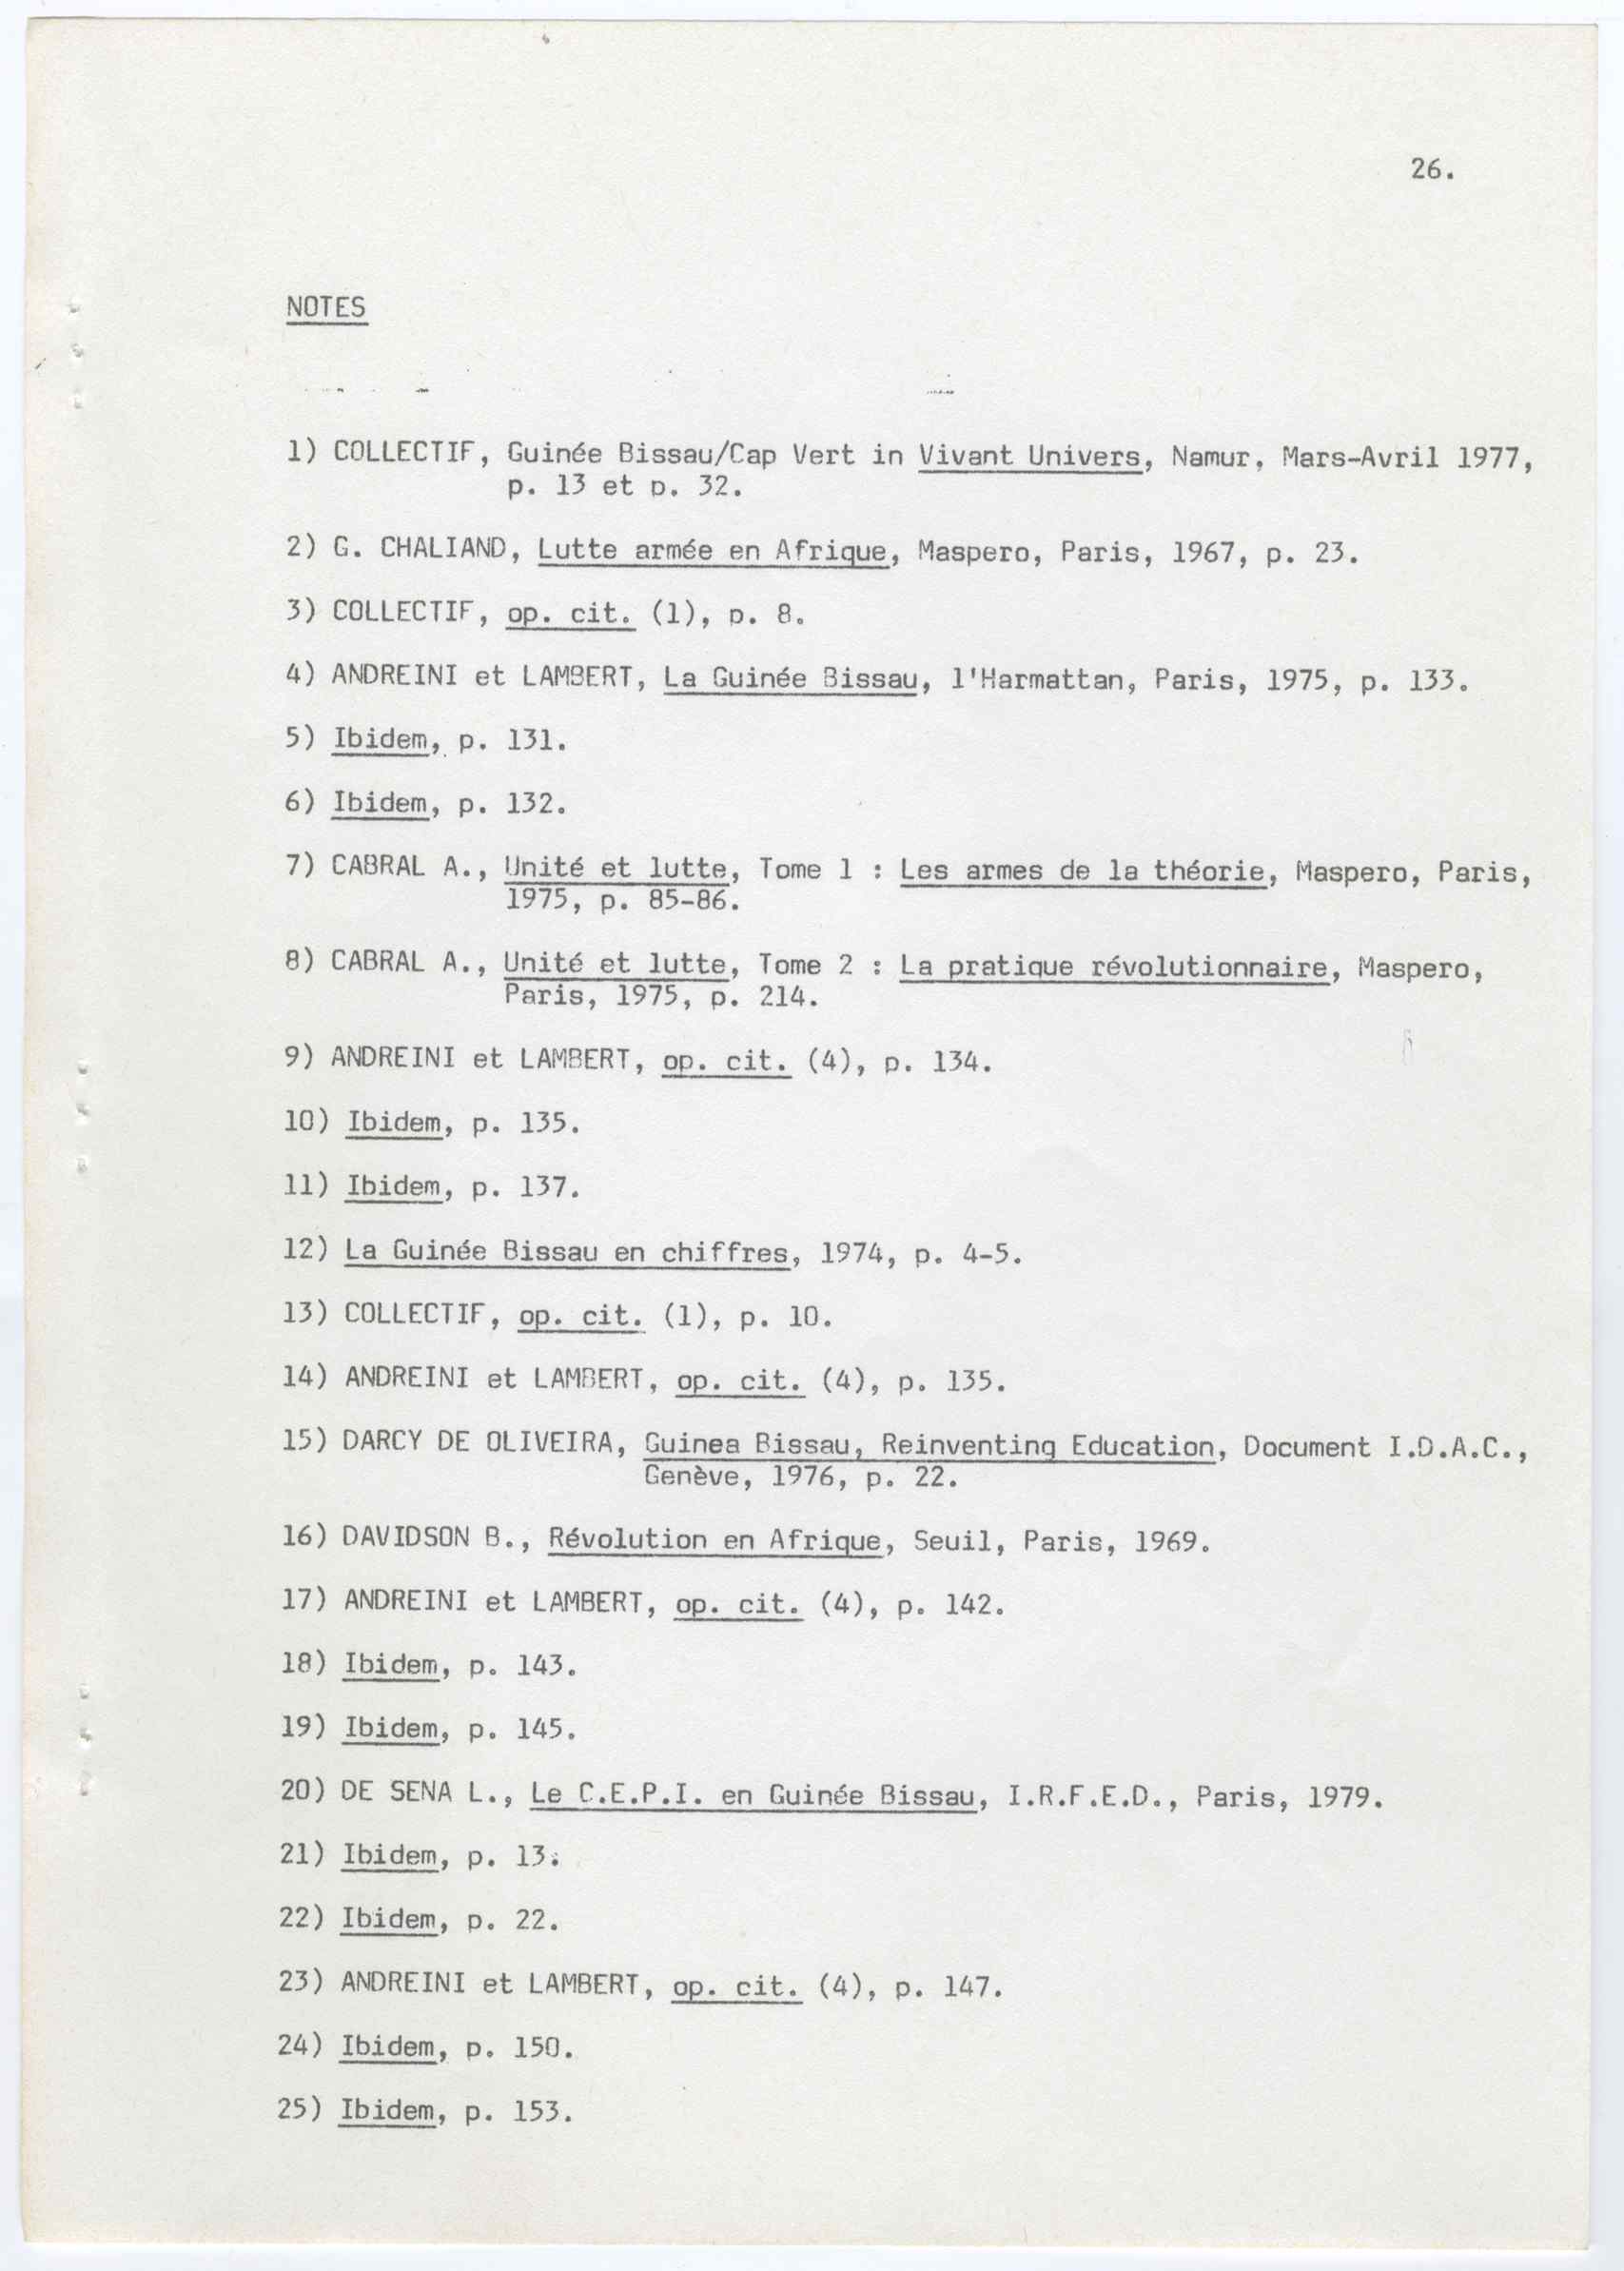 26.
NOTES
1) COLLECTIF, Guinée Bissau/Cap Vert in Vivant Univers, Namur, Mars-Avril 1977,
p. 13 et p. 32.
2) G. CHALIAND, Lutte armée en Afrique, Maspero, Paris, 1967, p. 23.
3) COLLECTIF, op. cit. (1), p. 8.
4) ANDREINI et LAMBERT, La Guinée Bissau, l'Harmattan, Paris, 1975, p. 133.
5) Ibidem, p. 131.
6) Ibidem, p. 132.
7) CABRAL A., Unité et lutte, Tome 1 : Les armes de la théorie, Maspero, Paris,
1975, p. 85-86.
8) CABRAL A., Unité et lutte, Tome 2 : La pratique révolutionnaire, Maspero,
Paris, 1975, p. 214.
9) ANDREINI et LAMBERT, op. cit. (4), p. 134.
10) Ibidem, p. 135.
11) Ibidem, p. 137.
12) La Guinée Bissau en chiffres, 1974, p. 4-5.
13) COLLECTIF, op. cit. (1), p. 10.
14) ANDREINI et LAMBERT, op. cit. (4), p. 135.
15) DARCY DE OLIVEIRA, Guinea Bissau, Reinventing Education, Document I.D.A.C.,
Genève, 1976, p. 22.
16) DAVIDSON B., Révolution en Afrique, Seuil, Paris, 1969.
17) ANDREINI et LAMBERT, op. cit. (4), p. 142.
18) Ibidem, p. 143.
19) Ibidem, p. 145.
20) DE SENA L., Le C.E.P.I. en Guinée Bissau, I.R.F.E.D., Paris, 1979.
21) Ibidem, p. 13.
22) Ibidem, p. 22.
23) ANDREINI et LAMBERT, op. cit. (4), p. 147.
24) Ibidem, p. 150.
25) Ibidem, p. 153.